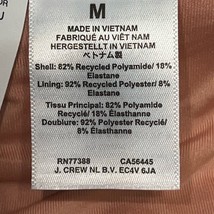 M
MADE IN VIETNAM
FABRIQUÉ AU VIÊT NAM
HERGESTELLT IN VIETNAM
ベトナム製
Shell: 82% Recycled Polyamide/ 18%
Elastane
Lining: 92% Recycled Polyester/ 8%
Elastane
Tissu Principal: 82% Polyamide
Recyclé/ 18% Élasthanne
Doublure: 92% Polyester Recyclé/ 8%
Élasthanne
RN77388 CA56445
J. CREW NL B.V. EC4V 6JA